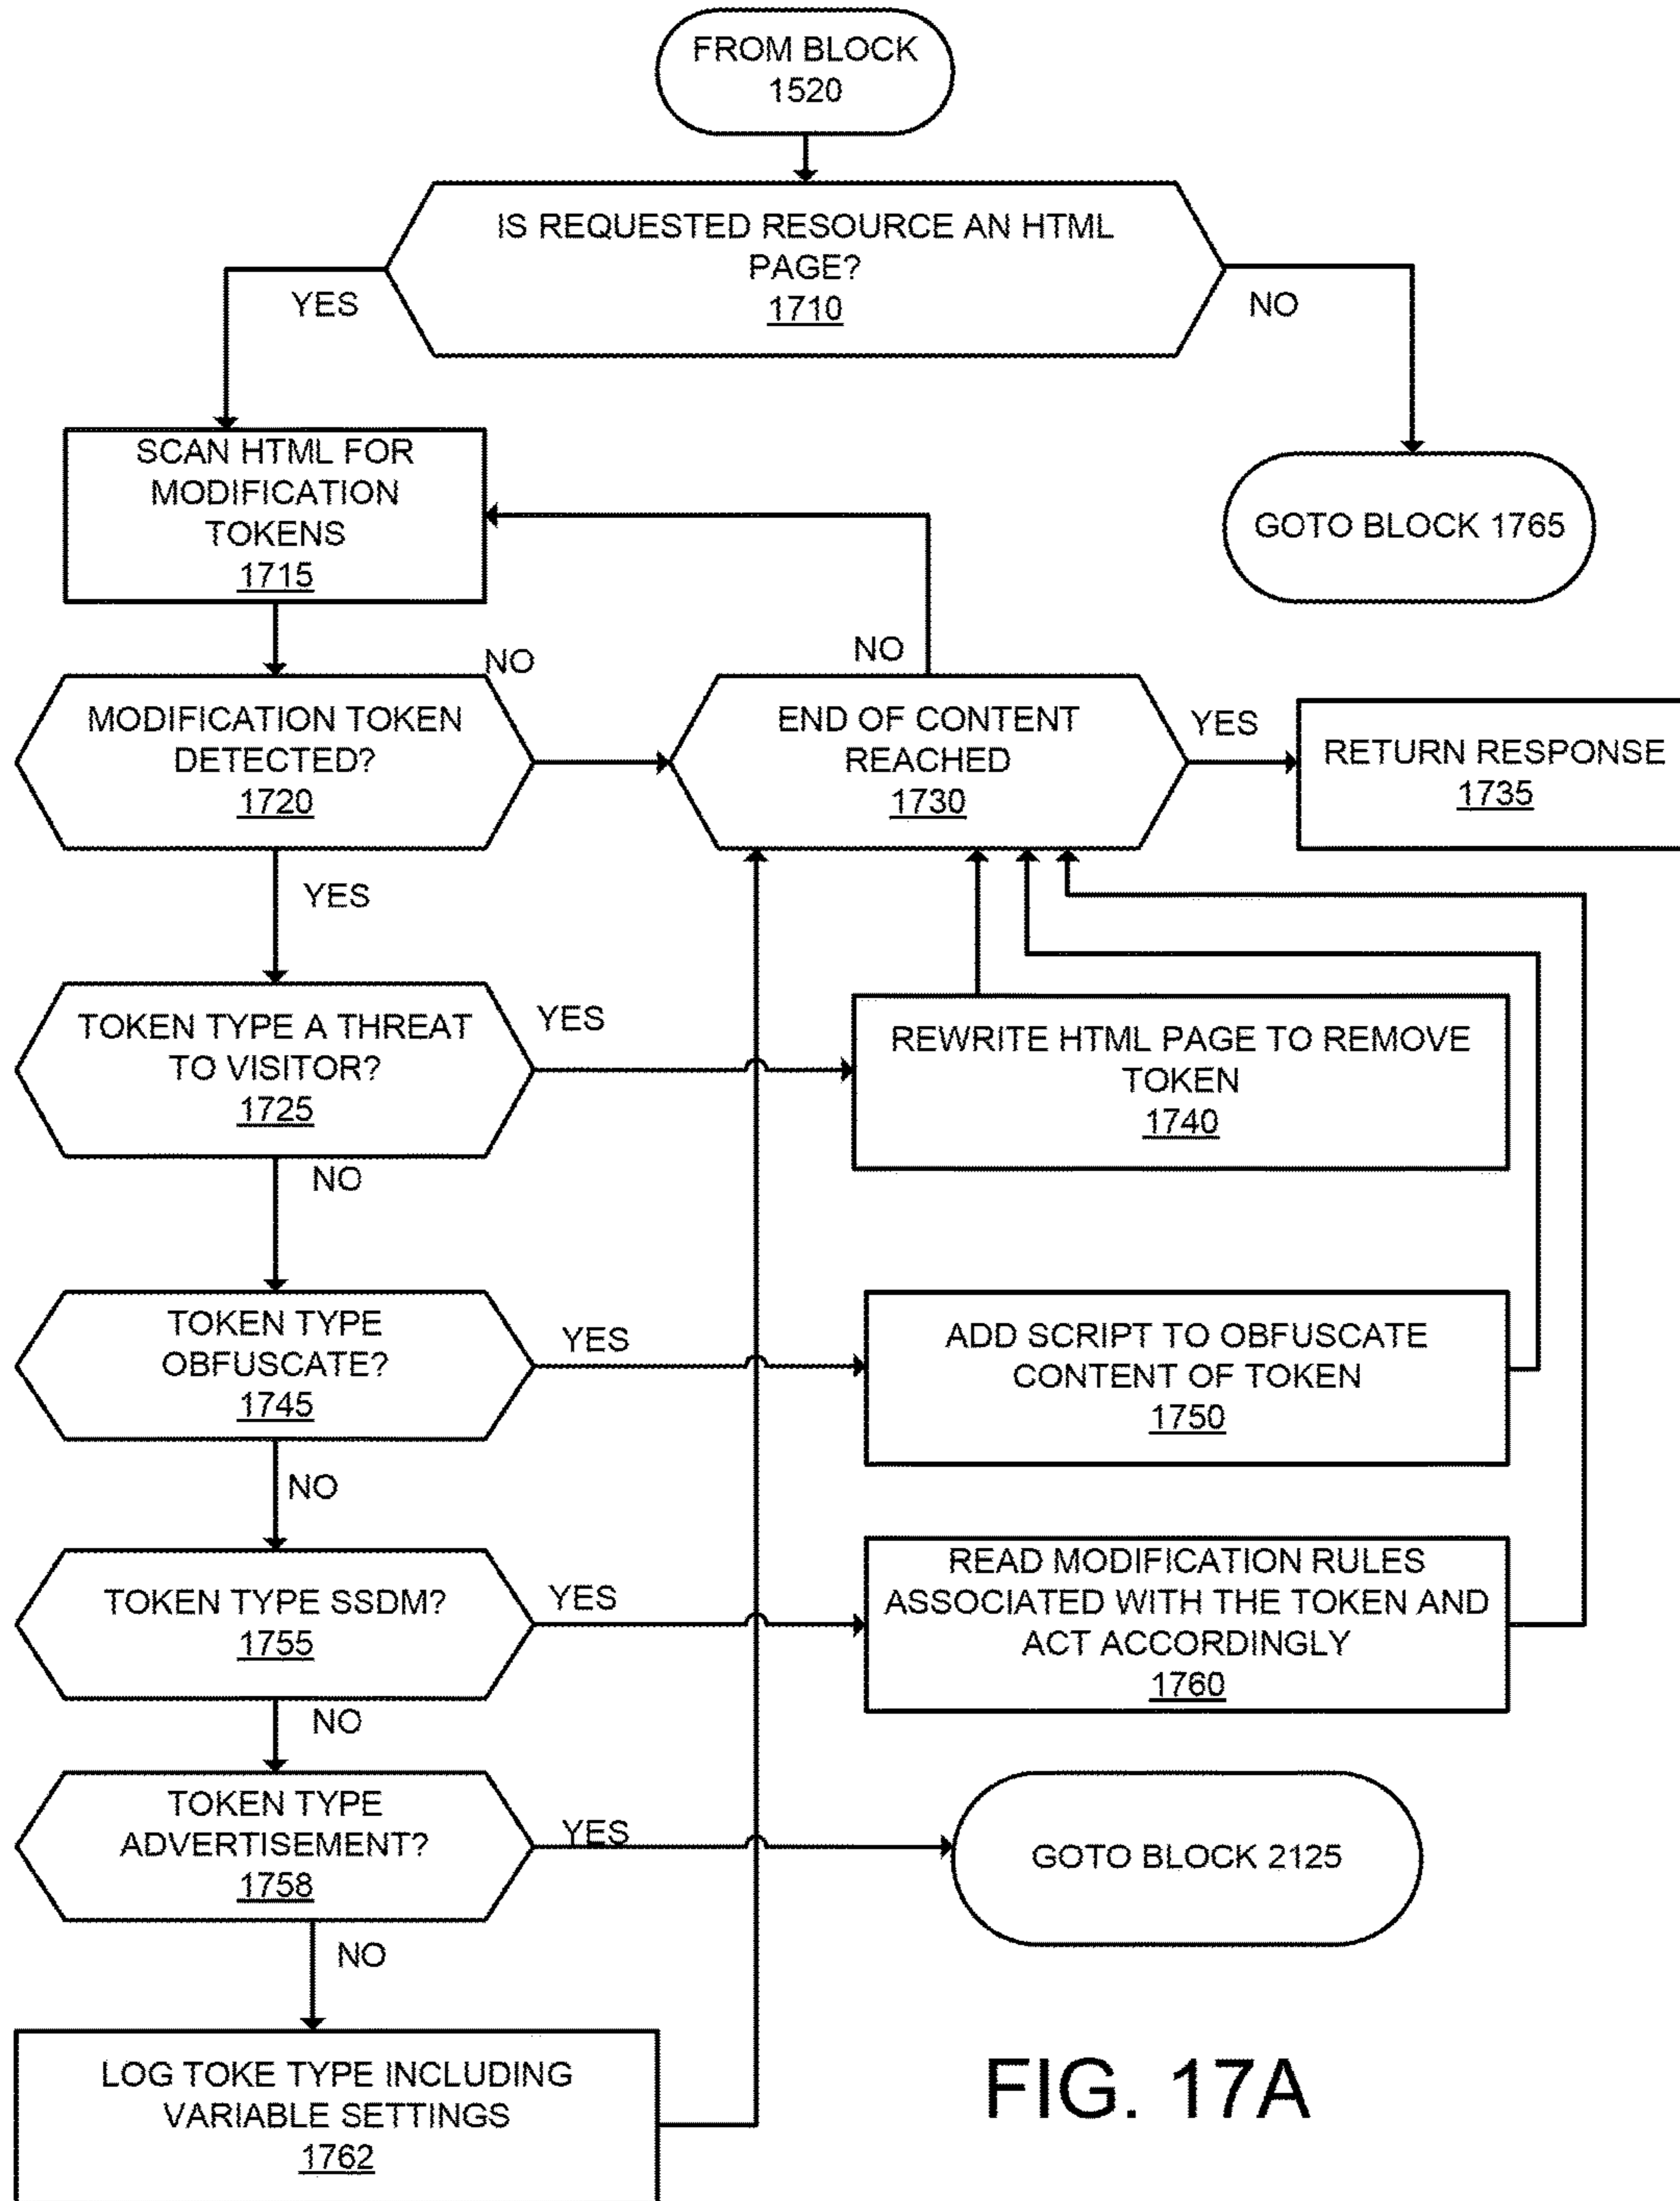 FROM BLOCK
1520
IS REQUESTED RESOURCE AN HTML
PAGE?
1710
YES
NO
SCAN HTML FOR
MODIFICATION
TOKENS
1715
GOTO BLOCK 1765
NO
NO
MODIFICATION TOKEN
DETECTED?
1720
END OF CONTENT
REACHED
1730
YES
RETURN RESPONSE
1735
YES
TOKEN TYPE A THREAT
TO VISITOR?
1725
YES
REWRITE HTML PAGE TO REMOVE
TOKEN
1740
NO
TOKEN TYPE
OBFUSCATE?
1745
YES
ADD SCRIPT TO OBFUSCATE
CONTENT OF TOKEN
1750
NO
TOKEN TYPE SSDM?
1755
YES
READ MODIFICATION RULES
ASSOCIATED WITH THE TOKEN AND
ACT ACCORDINGLY
1760
NO
TOKEN TYPE
ADVERTISEMENT?
1758
YES
GOTO BLOCK 2125
NO
LOG TOKE TYPE INCLUDING
VARIABLE SETTINGS
1762
FIG. 17A